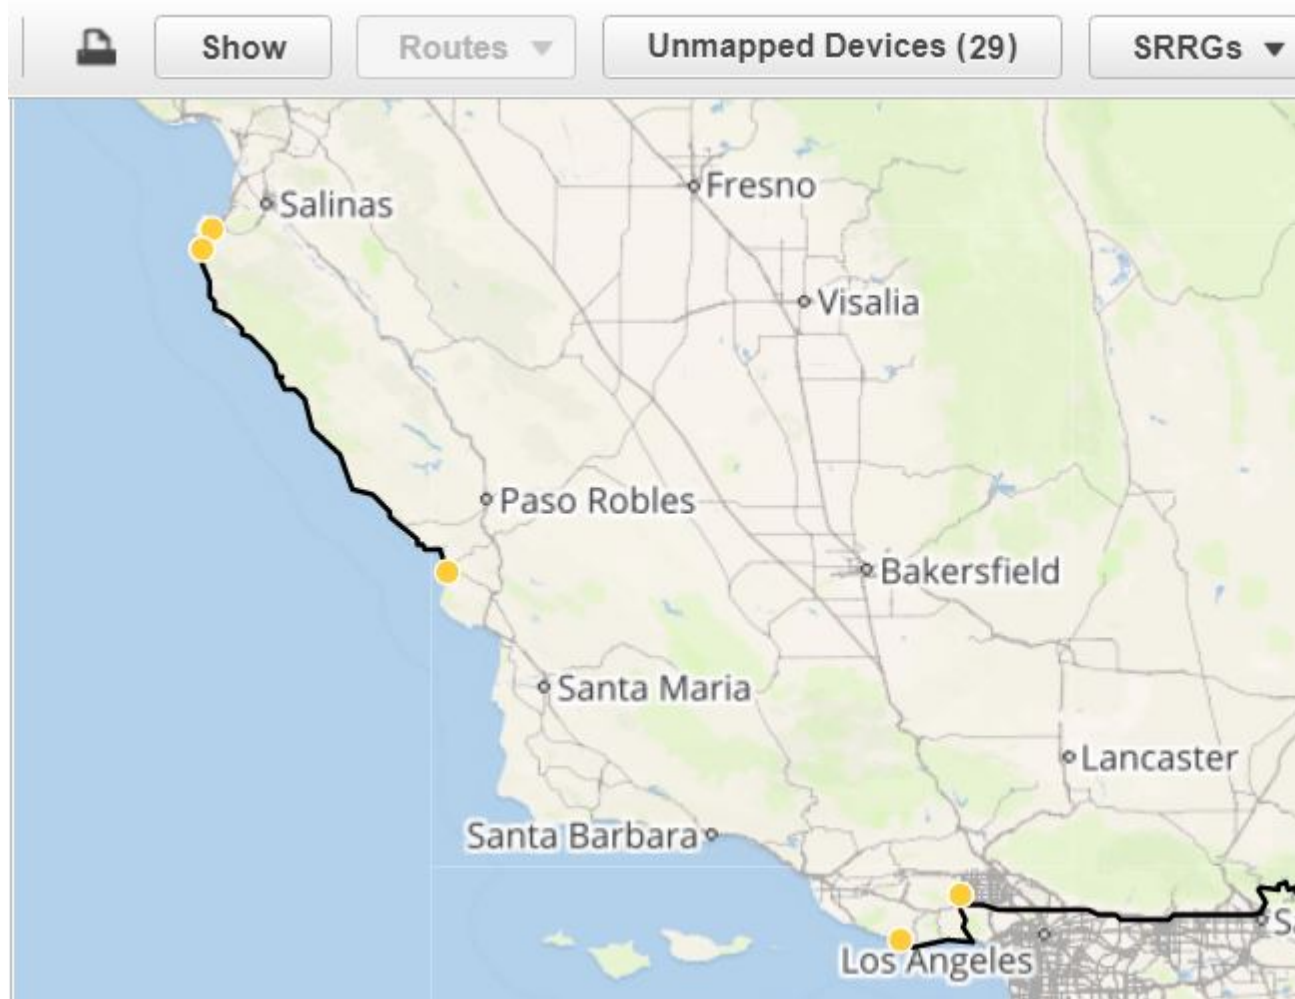 Show
Routes
Unmapped Devices (29)
SRRGs
Salinas
Fresno
Visalia
Paso Robles
Bakersfield
Santa Maria
Lancaster
Santa Barbara
Los Angeles